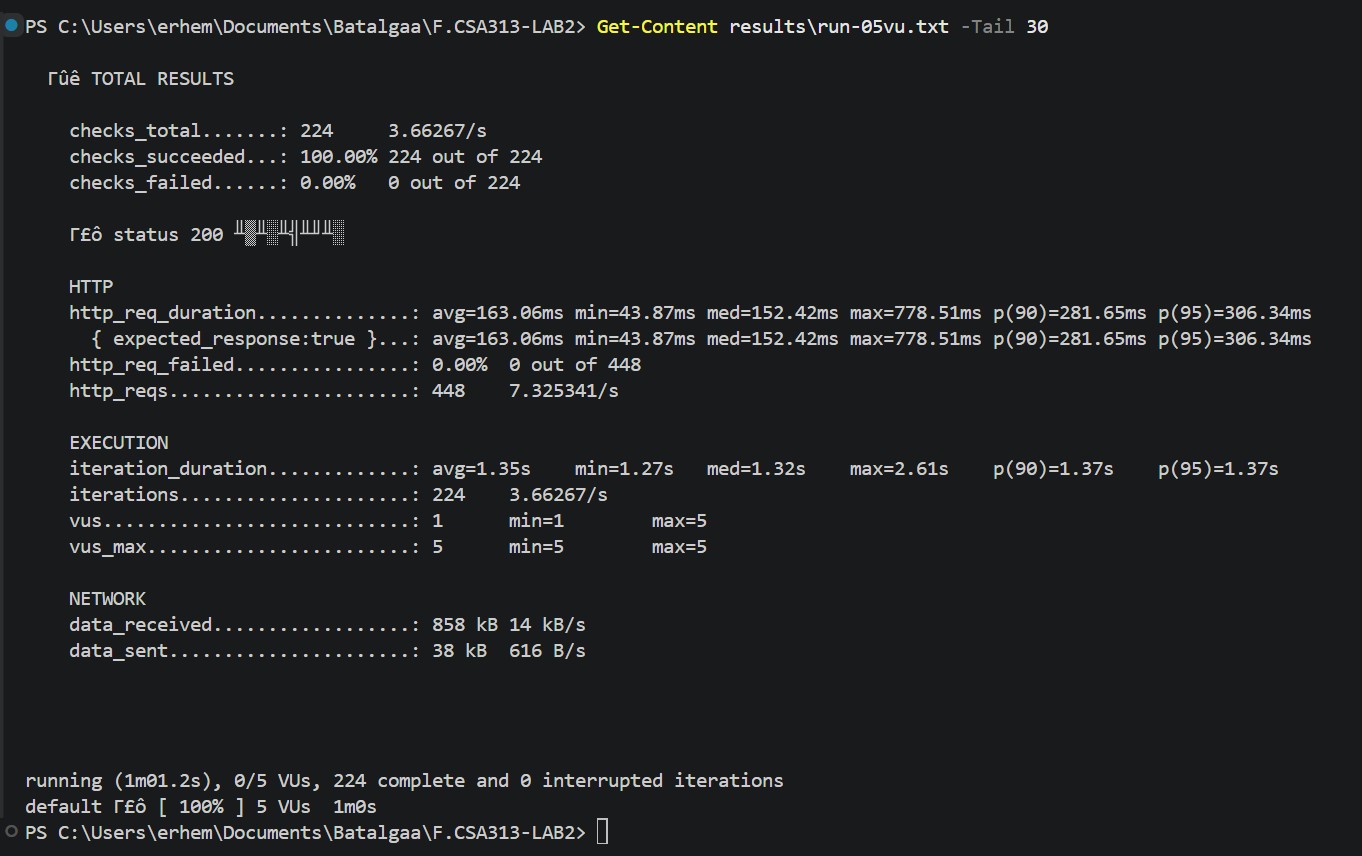 PS C:\Users\erhem\Documents\Batalgaa\F.CSA313-LAB2> Get-Content results\run-05vu.txt -Tail 30
Γûê TOTAL RESULTS
checks_total.......: 224 3.66267/s
checks_succeeded...: 100.00% 224 out of 224
checks_failed......: 0.00% 0 out of 224
Γ£ô status 200
HTTP
http_req_duration..............: avg=163.06ms min=43.87ms med=152.42ms max=778.51ms p(90)=281.65ms p(95)=306.34ms
{ expected_response:true }...: avg=163.06ms min=43.87ms med=152.42ms max=778.51ms p(90)=281.65ms p(95)=306.34ms
http_req_failed................: 0.00% 0 out of 448
http_reqs......................: 448 7.325341/s
EXECUTION
iteration_duration.............: avg=1.35s min=1.27s med=1.32s max=2.61s p(90)=1.37s p(95)=1.37s
iterations.....................: 224 3.66267/s
vus............................: 1 min=1 max=5
vus_max........................: 5 min=5 max=5
NETWORK
data_received..................: 858 kB 14 kB/s
data_sent......................: 38 kB 616 B/s
running (1m01.2s), 0/5 VUs, 224 complete and 0 interrupted iterations
default Γ£ô [ 100% ] 5 VUs 1m0s
PS C:\Users\erhem\Documents\Batalgaa\F.CSA313-LAB2>